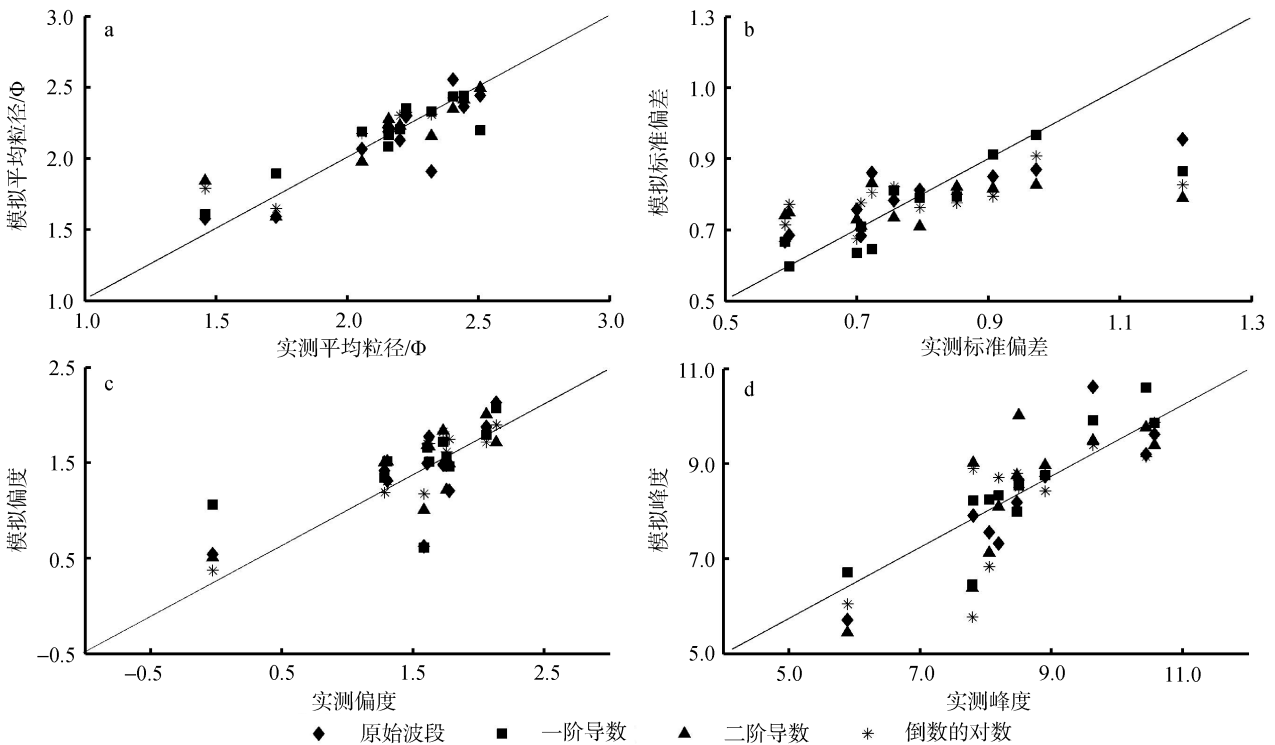 a
3.0
2.5
2.0
1.5
1.0
模拟平均粒径/Φ
1.0 1.5 2.0 2.5 3.0
实测平均粒径/Φ
b
1.3
1.0
0.9
0.7
0.5
模拟标准偏差
0.5 0.7 0.9 1.1 1.3
实测标准偏差
c
2.5
1.5
0.5
–0.5
模拟偏度
–0.5 0.5 1.5 2.5
实测偏度
d
11.0
9.0
7.0
5.0
模拟峰度
5.0 7.0 9.0 11.0
实测峰度
原始波段 一阶导数 二阶导数 倒数的对数